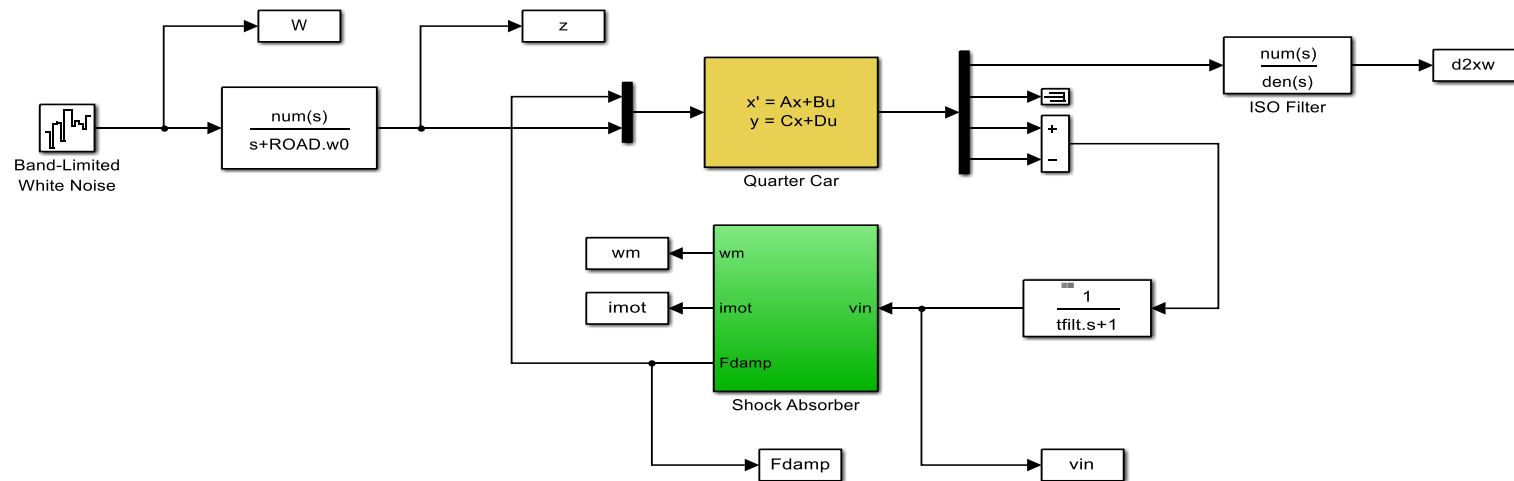 W
z
Band-Limited
White Noise
num(s)
s+ROAD.w0
x' = Ax+Bu
y = Cx+Du
Quarter Car
+
−
num(s)
den(s)
ISO Filter
d2xw
wm
imot
wm
imot
Fdamp
vin
Shock Absorber
1
tfilt.s+1
Fdamp
vin